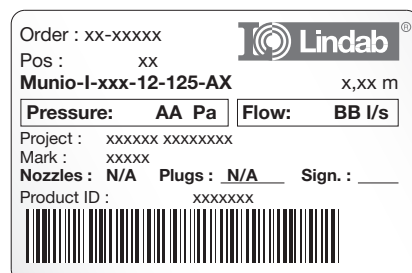 Order : xx-xxxxx
Lindab®
Pos : xx
Munio-I-xxx-12-125-AX x,xx m
Pressure: AA Pa Flow: BB l/s
Project : xxxxxx xxxxxxxx
Mark : xxxxx
Nozzles : N/A Plugs : N/A Sign. : _____
Product ID : xxxxxxx